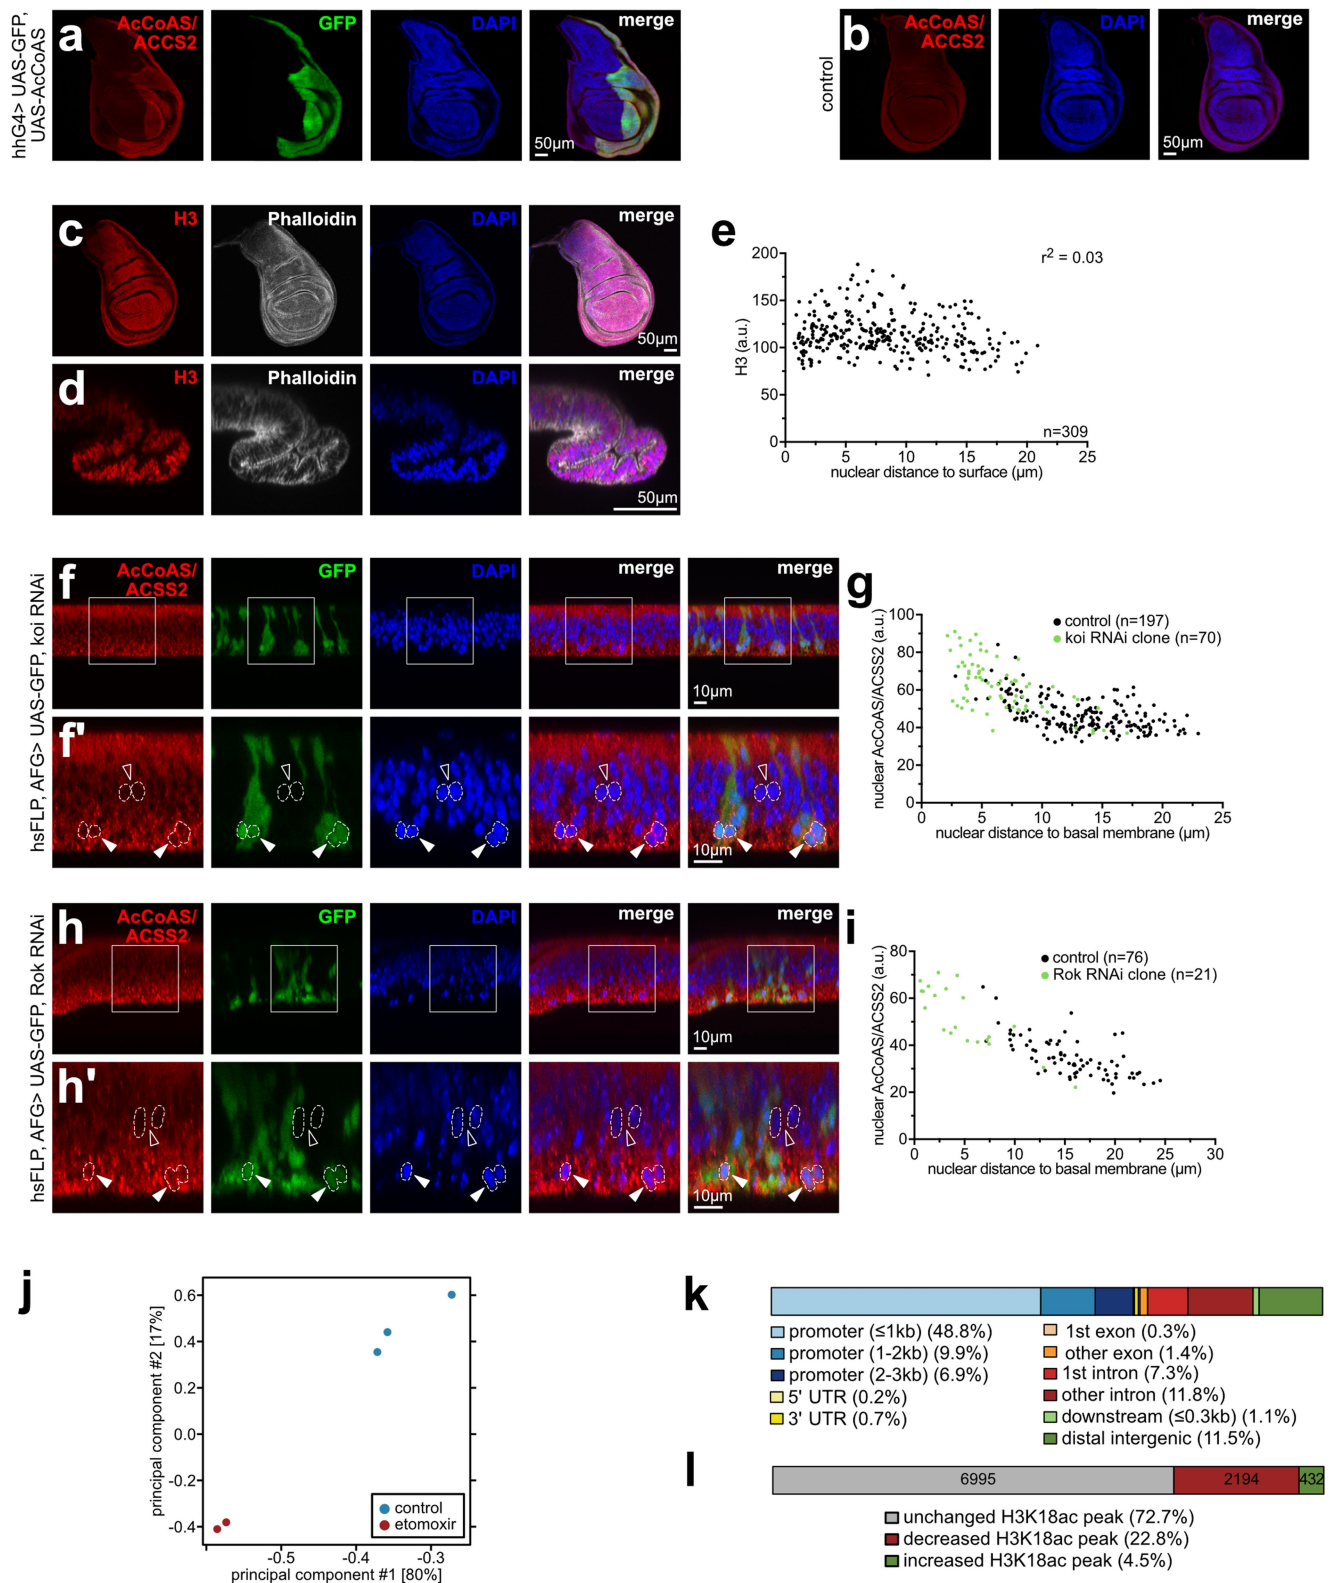 a
hhG4> UAS-GFP,
UAS-AcCoAS
AcCoAS/
ACCS2
GFP
DAPI
merge
50µm
b
control
AcCoAS/
ACCS2
DAPI
merge
50µm
c
H3
Phalloidin
DAPI
merge
50µm
d
H3
Phalloidin
DAPI
merge
50µm
e
H3 (a.u.)
200
150
100
50
0
r² = 0.03
n=309
0 5 10 15 20 25
nuclear distance to surface (µm)
hsFLP, AFG> UAS-GFP, koi RNAi
f
AcCoAS/
ACSS2
GFP
DAPI
merge
merge
10µm
f'
10µm
g
nuclear AcCoAS/ACSS2 (a.u.)
100
80
60
40
20
0
control (n=197)
koi RNAi clone (n=70)
0 5 10 15 20 25
nuclear distance to basal membrane (µm)
hsFLP, AFG> UAS-GFP, Rok RNAi
h
AcCoAS/
ACSS2
GFP
DAPI
merge
merge
10µm
h'
10µm
i
nuclear AcCoAS/ACSS2 (a.u.)
80
60
40
20
0
control (n=76)
Rok RNAi clone (n=21)
0 5 10 15 20 25 30
nuclear distance to basal membrane (µm)
j
principal component #2 [17%]
0.6
0.4
0.2
0.0
-0.2
-0.4
control
etomoxir
-0.5 -0.4 -0.3
principal component #1 [80%]
k
promoter (≤1kb) (48.8%)
promoter (1-2kb) (9.9%)
promoter (2-3kb) (6.9%)
5' UTR (0.2%)
3' UTR (0.7%)
1st exon (0.3%)
other exon (1.4%)
1st intron (7.3%)
other intron (11.8%)
downstream (≤0.3kb) (1.1%)
distal intergenic (11.5%)
l
6995 2194 432
unchanged H3K18ac peak (72.7%)
decreased H3K18ac peak (22.8%)
increased H3K18ac peak (4.5%)